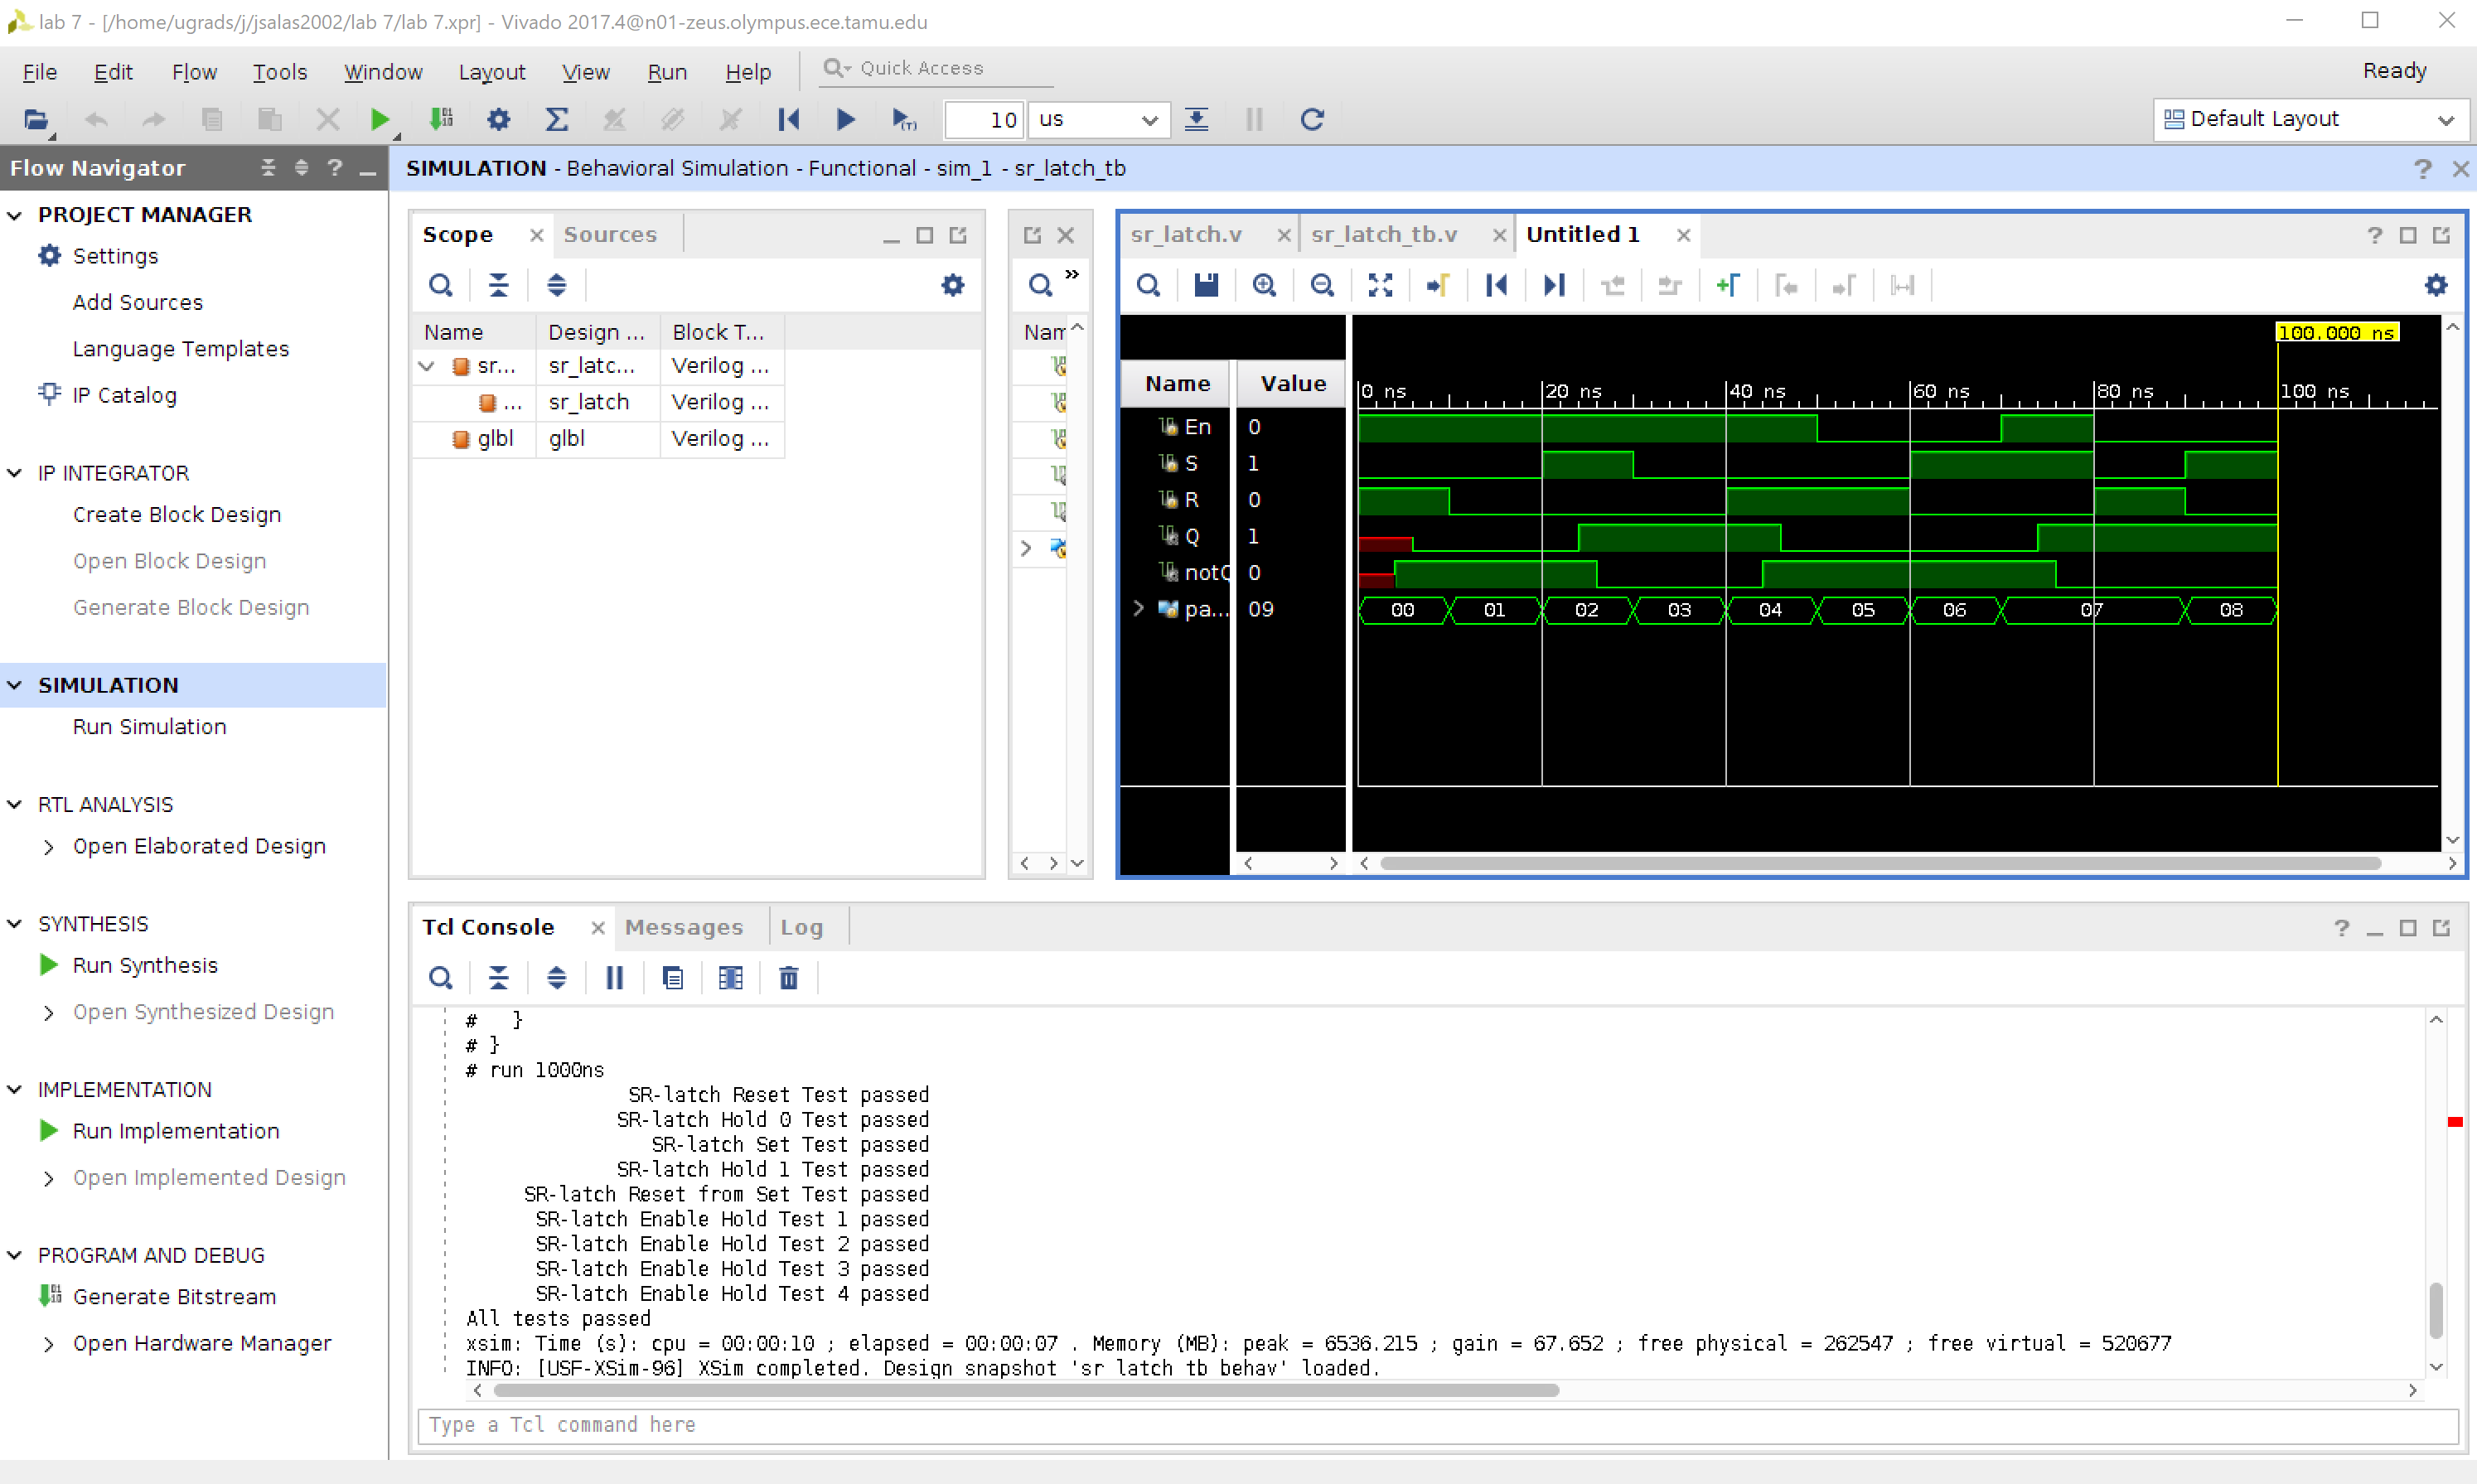 lab 7 - [/home/ugrads/j/jsalas2002/lab 7/lab 7.xpr] - Vivado 2017.4@n01-zeus.olympus.ece.tamu.edu
File Edit Flow Tools Window Layout View Run Help Quick Access Ready
10 us Default Layout
Flow Navigator
SIMULATION - Behavioral Simulation - Functional - sim_1 - sr_latch_tb
PROJECT MANAGER
Settings
Add Sources
Language Templates
IP Catalog
IP INTEGRATOR
Create Block Design
Open Block Design
Generate Block Design
SIMULATION
Run Simulation
RTL ANALYSIS
Open Elaborated Design
SYNTHESIS
Run Synthesis
Open Synthesized Design
IMPLEMENTATION
Run Implementation
Open Implemented Design
PROGRAM AND DEBUG
Generate Bitstream
Open Hardware Manager
Scope Sources
Name Design ... Block T...
sr... sr_latc... Verilog ...
... sr_latch Verilog ...
glbl glbl Verilog ...
Nam
sr_latch.v sr_latch_tb.v Untitled 1
100.000 ns
Name Value
0 ns 20 ns 40 ns 60 ns 80 ns 100 ns
En 0
S 1
R 0
Q 1
notQ 0
pa... 09 00 01 02 03 04 05 06 07 08
Tcl Console Messages Log
# }
# }
# run 1000ns
SR-latch Reset Test passed
SR-latch Hold 0 Test passed
SR-latch Set Test passed
SR-latch Hold 1 Test passed
SR-latch Reset from Set Test passed
SR-latch Enable Hold Test 1 passed
SR-latch Enable Hold Test 2 passed
SR-latch Enable Hold Test 3 passed
SR-latch Enable Hold Test 4 passed
All tests passed
xsim: Time (s): cpu = 00:00:10 ; elapsed = 00:00:07 . Memory (MB): peak = 6536.215 ; gain = 67.652 ; free physical = 262547 ; free virtual = 520677
INFO: [USF-XSim-96] XSim completed. Design snapshot 'sr_latch_tb_behav' loaded.
Type a Tcl command here